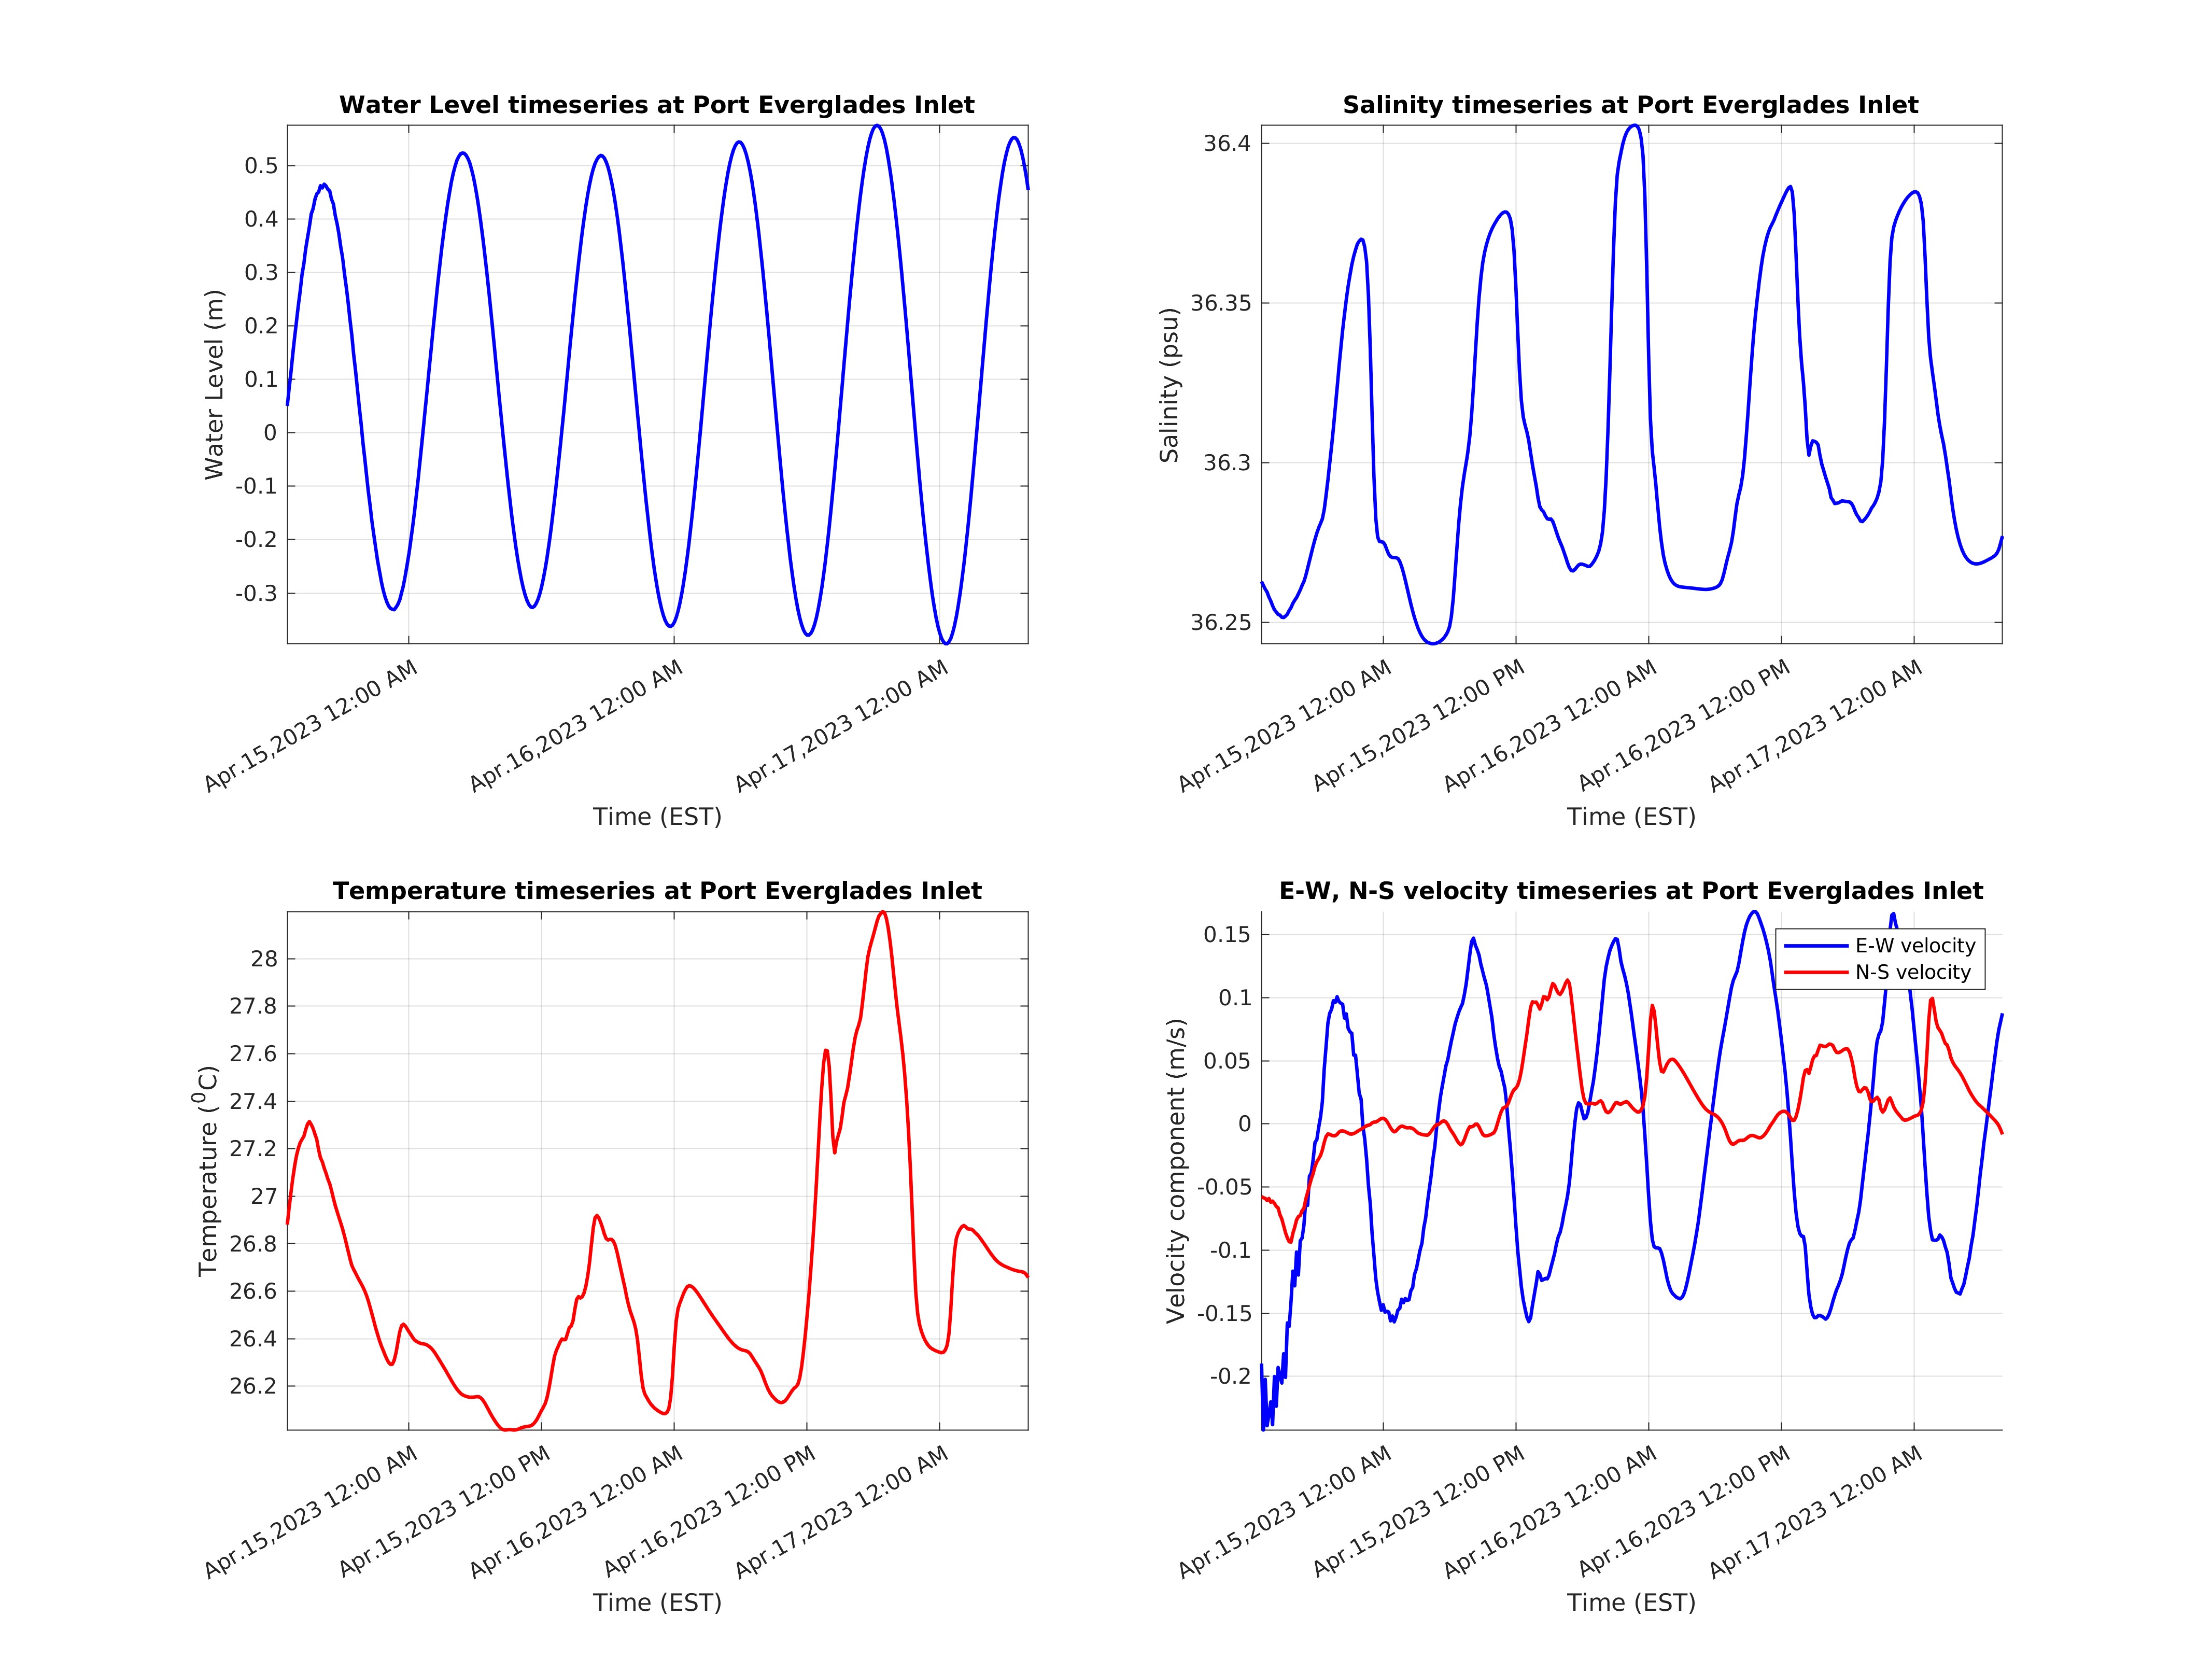 Water Level timeseries at Port Everglades Inlet
Water Level (m)
0.5
0.4
0.3
0.2
0.1
0
-0.1
-0.2
-0.3
Apr.15,2023 12:00 AM
Apr.16,2023 12:00 AM
Apr.17,2023 12:00 AM
Time (EST)
Salinity timeseries at Port Everglades Inlet
Salinity (psu)
36.4
36.35
36.3
36.25
Apr.15,2023 12:00 AM
Apr.15,2023 12:00 PM
Apr.16,2023 12:00 AM
Apr.16,2023 12:00 PM
Apr.17,2023 12:00 AM
Time (EST)
Temperature timeseries at Port Everglades Inlet
Temperature (⁰C)
28
27.8
27.6
27.4
27.2
27
26.8
26.6
26.4
26.2
Apr.15,2023 12:00 AM
Apr.15,2023 12:00 PM
Apr.16,2023 12:00 AM
Apr.16,2023 12:00 PM
Apr.17,2023 12:00 AM
Time (EST)
E-W, N-S velocity timeseries at Port Everglades Inlet
Velocity component (m/s)
0.15
0.1
0.05
0
-0.05
-0.1
-0.15
-0.2
E-W velocity
N-S velocity
Apr.15,2023 12:00 AM
Apr.15,2023 12:00 PM
Apr.16,2023 12:00 AM
Apr.16,2023 12:00 PM
Apr.17,2023 12:00 AM
Time (EST)